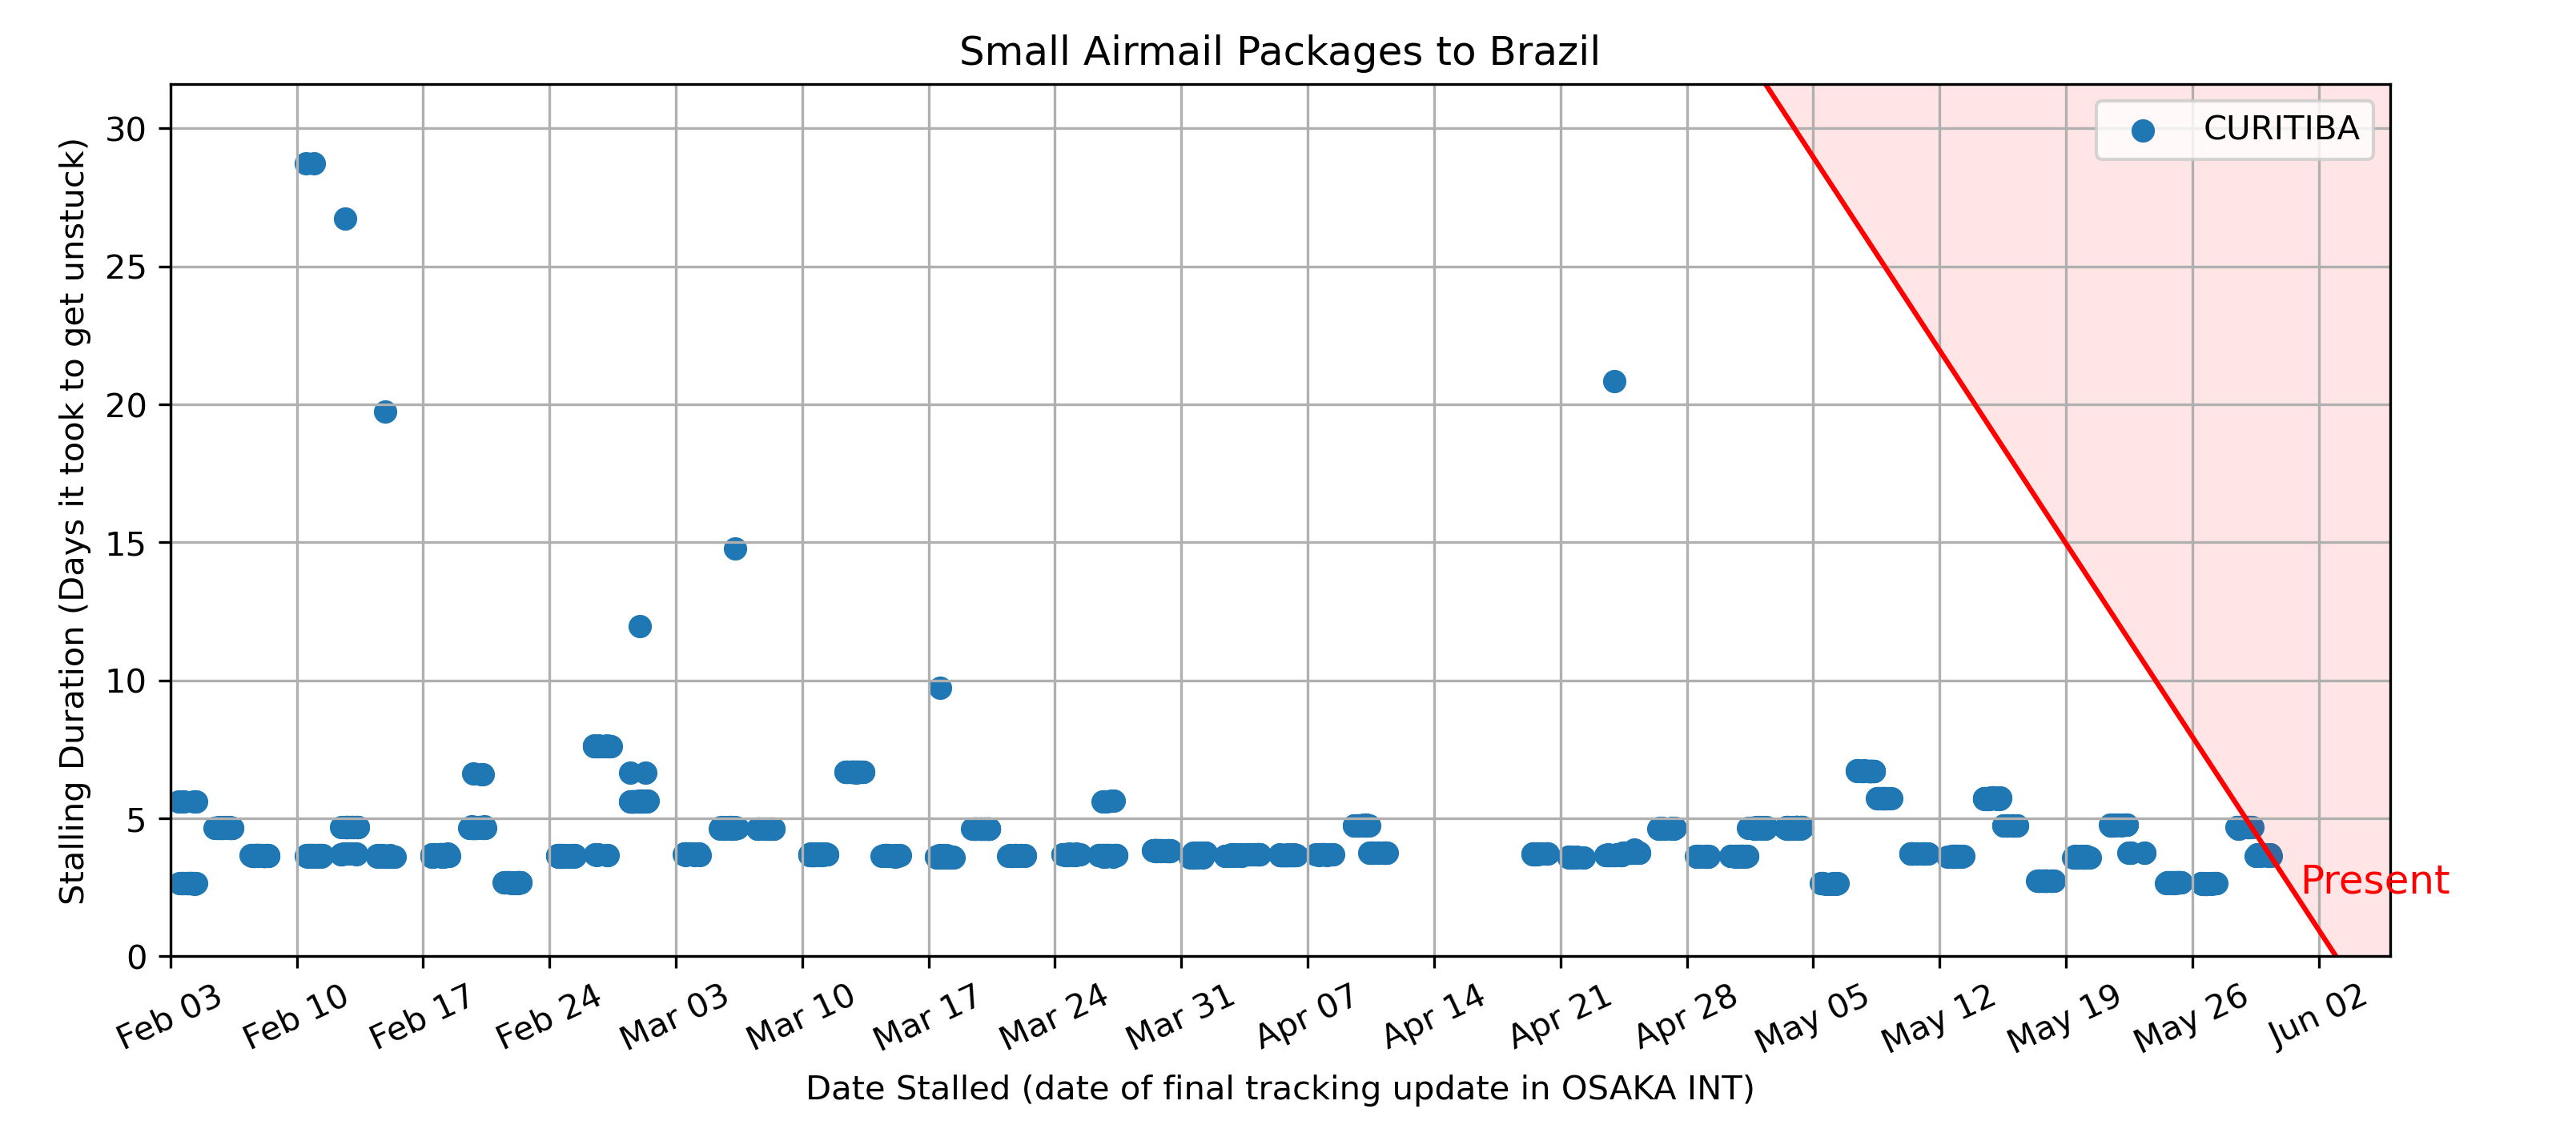 Small Airmail Packages to Brazil
CURITIBA
Stalling Duration (Days it took to get unstuck)
30
25
20
15
10
5
0
Present
Feb 03
Feb 10
Feb 17
Feb 24
Mar 03
Mar 10
Mar 17
Mar 24
Mar 31
Apr 07
Apr 14
Apr 21
Apr 28
May 05
May 12
May 19
May 26
Jun 02
Date Stalled (date of final tracking update in OSAKA INT)